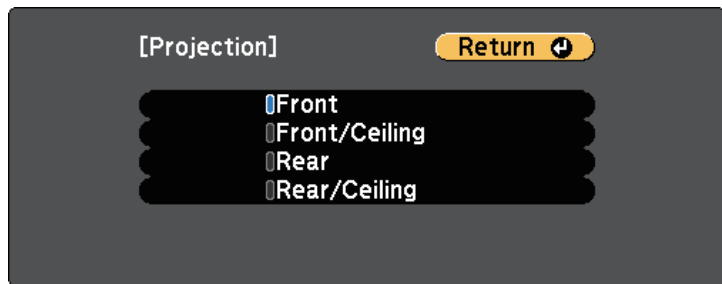 [Projection] Return
Front
Front/Ceiling
Rear
Rear/Ceiling